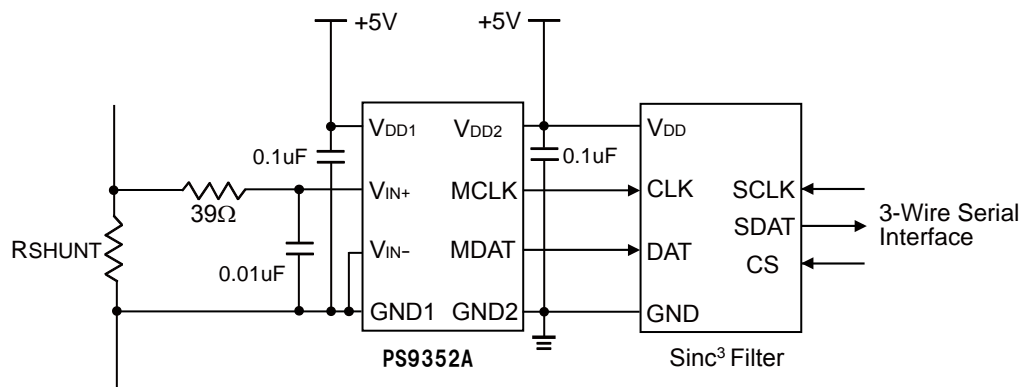 +5V
+5V
VDD1
VDD2
VDD
0.1uF
0.1uF
VIN+
MCLK
CLK
SCLK
39Ω
3-Wire Serial
Interface
SDAT
RSHUNT
VIN−
MDAT
DAT
0.01uF
CS
GND1
GND2
GND
PS9352A
Sinc³ Filter